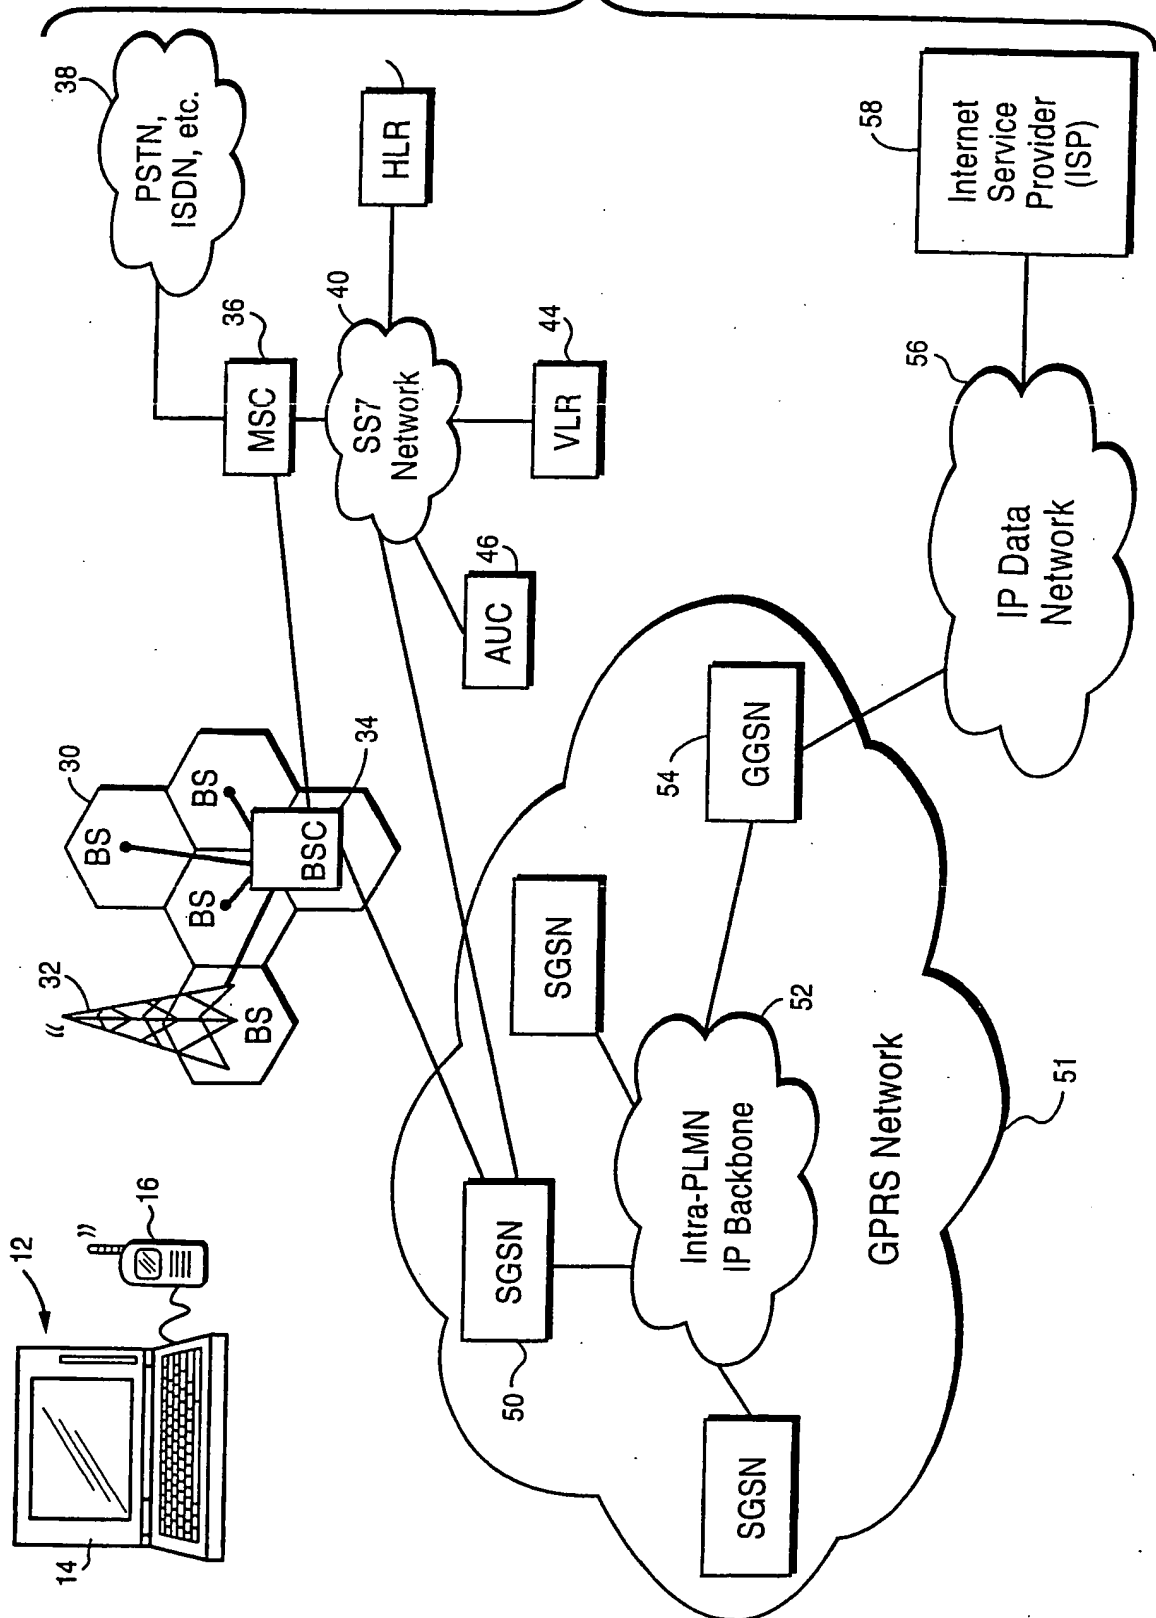 12
14
16
32
30
BS
BS
BS
BS
BSC
34
MSC
36
PSTN,
ISDN, etc.
38
SS7
Network
40
HLR
VLR
44
AUC
46
SGSN
50
SGSN
SGSN
Intra-PLMN
IP Backbone
52
GGSN
54
GPRS Network
51
IP Data
Network
56
Internet
Service
Provider
(ISP)
58